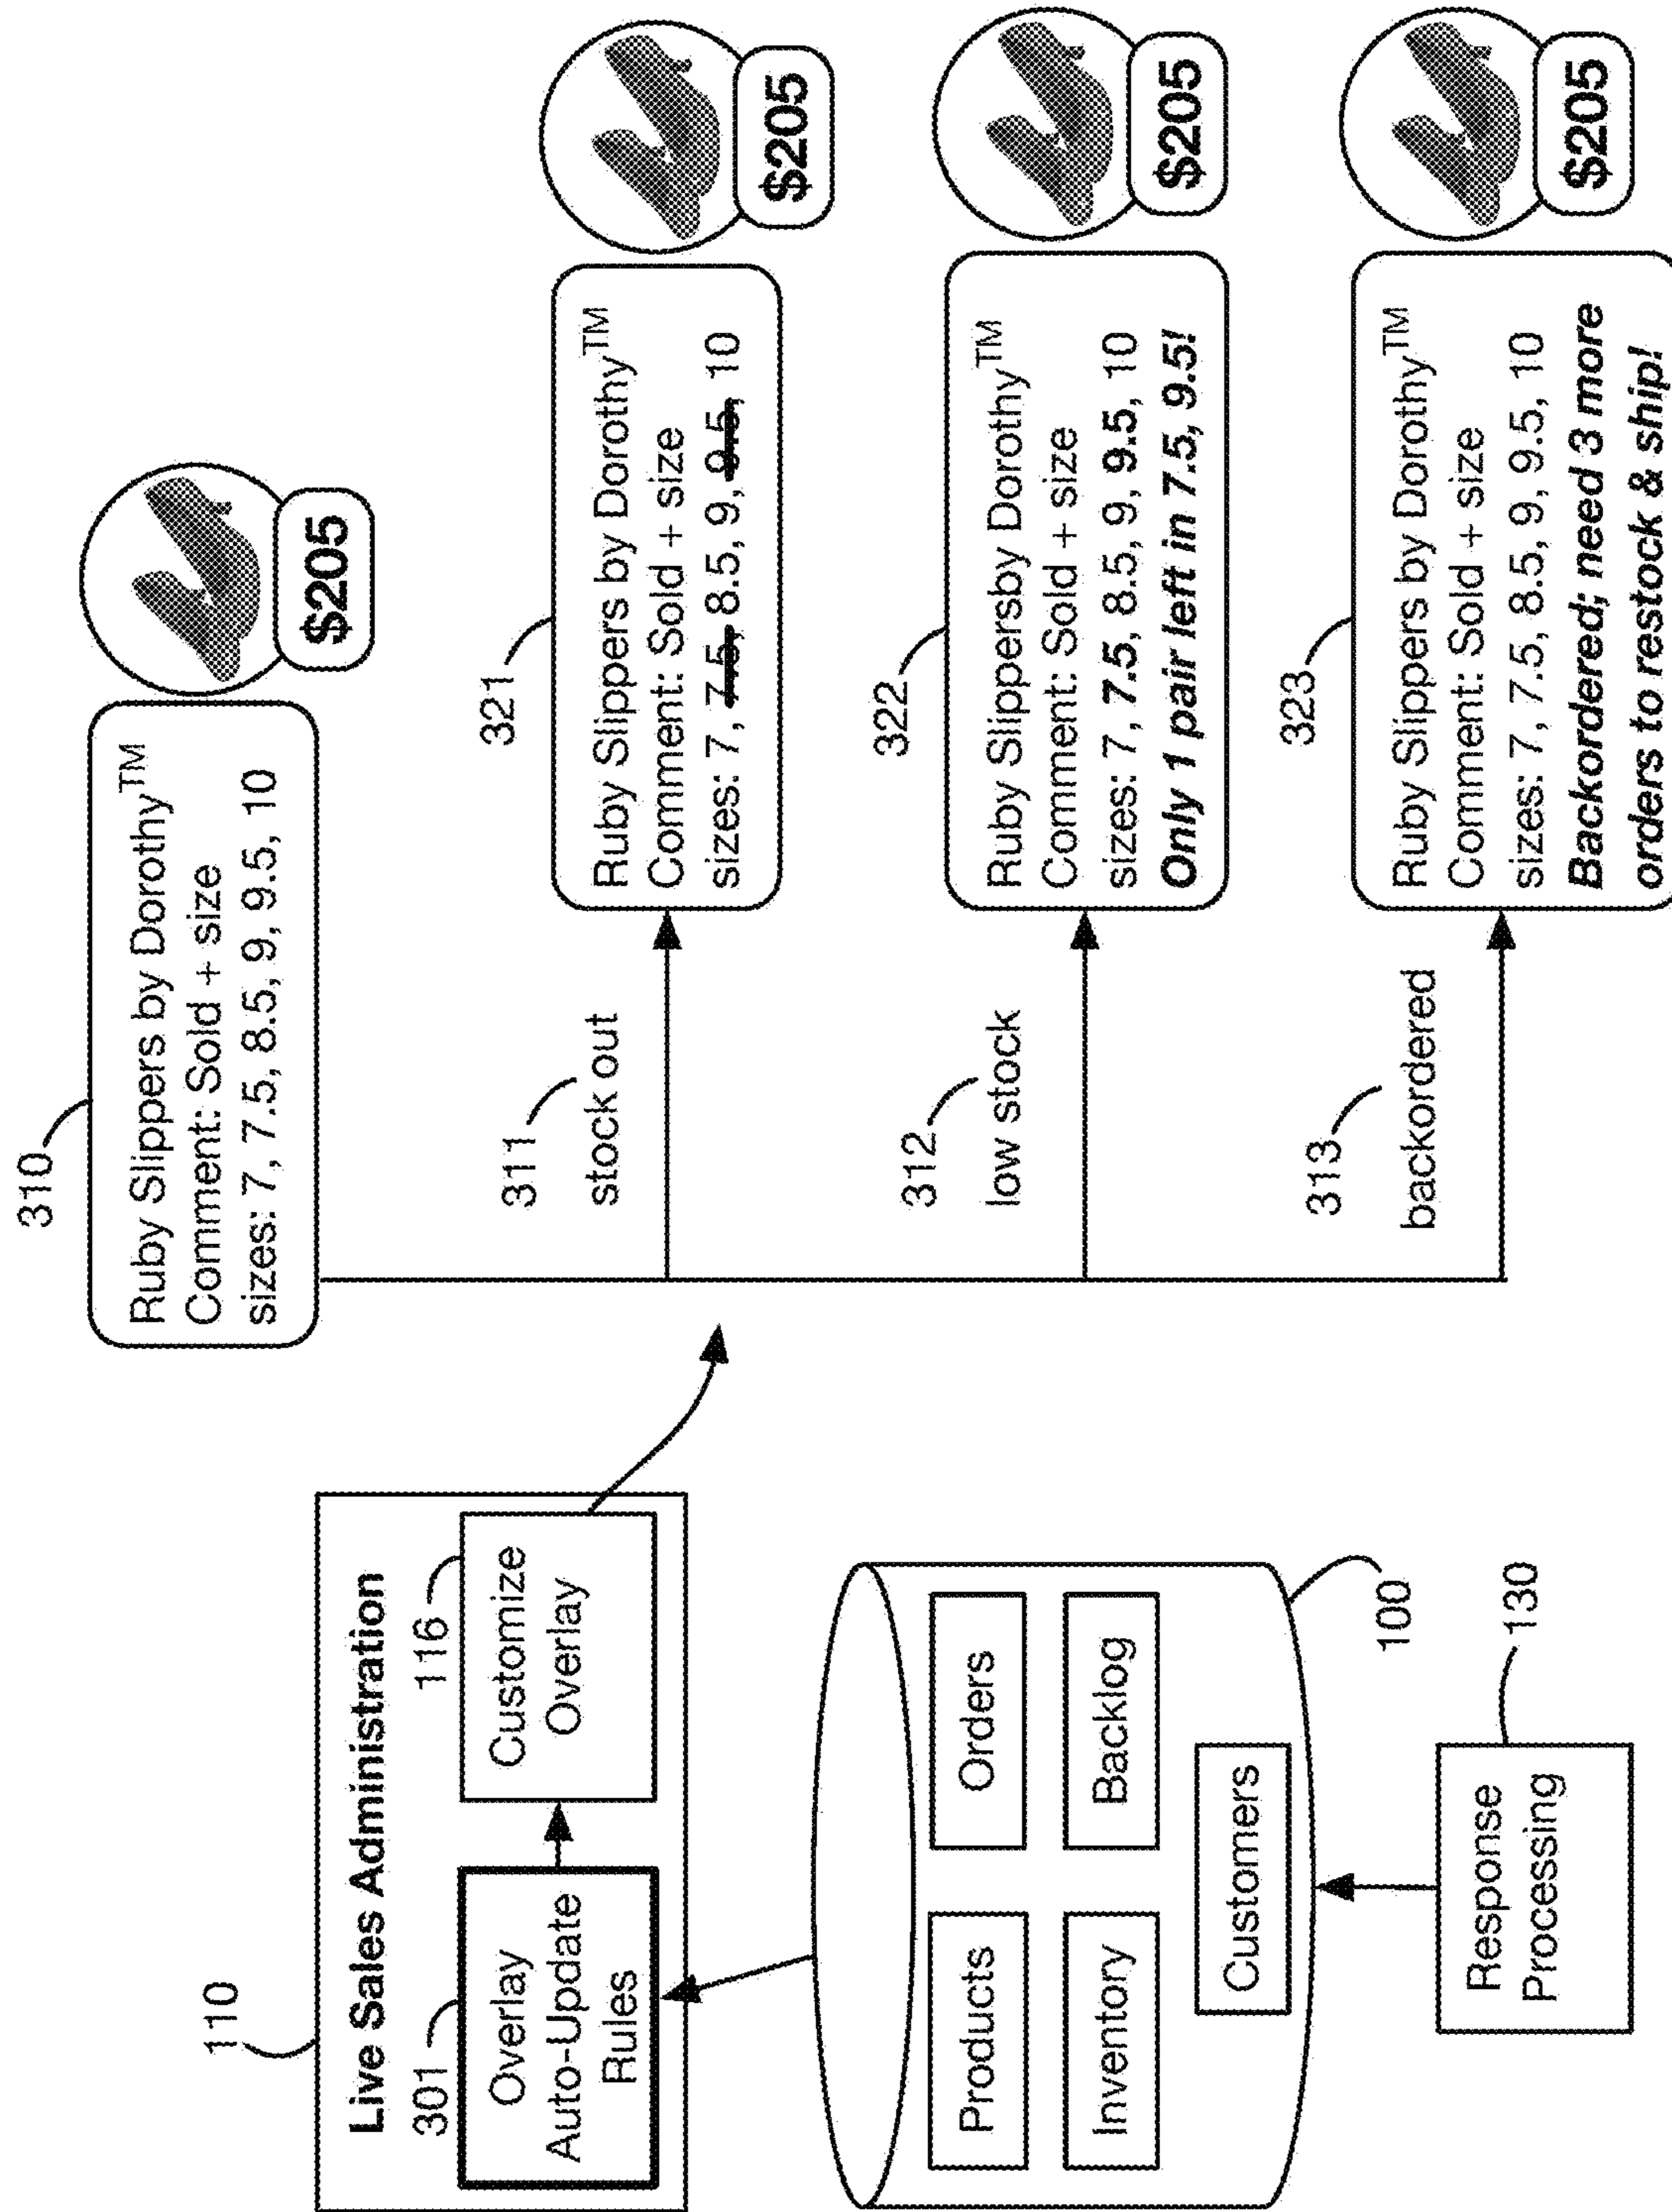 110
Live Sales Administration
301
Overlay
Auto-Update
Rules
116
Customize
Overlay
Products
Orders
Inventory
Backlog
Customers
100
Response
Processing
130
310
Ruby Slippers by Dorothy™
Comment: Sold + size
sizes: 7, 7.5, 8.5, 9, 9.5, 10
$205
311
stock out
321
Ruby Slippers by Dorothy™
Comment: Sold + size
sizes: 7, 7.5, 8.5, 9, 9.5, 10
$205
312
low stock
322
Ruby Slippersby Dorothy™
Comment: Sold + size
sizes: 7, 7.5, 8.5, 9, 9.5, 10
Only 1 pair left in 7.5, 9.5!
$205
313
backordered
323
Ruby Slippers by Dorothy™
Comment: Sold + size
sizes: 7, 7.5, 8.5, 9, 9.5, 10
Backordered; need 3 more
orders to restock & ship!
$205